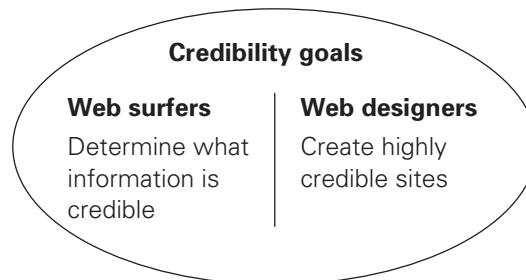 Credibility goals
Web surfers
Determine what
information is
credible
Web designers
Create highly
credible sites